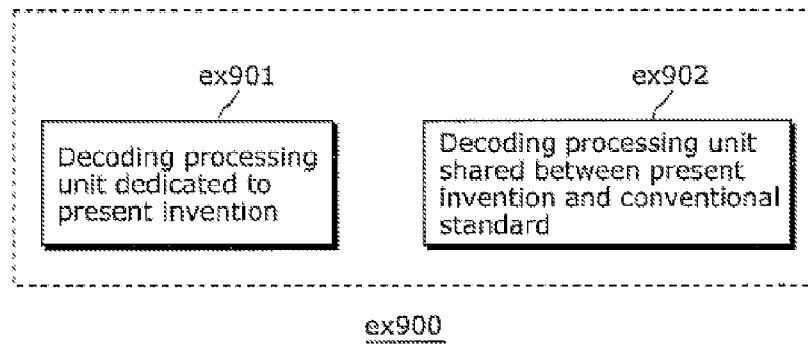 ex901
ex902
Decoding processing
unit dedicated to
present invention
Decoding processing unit
shared between present
invention and conventional
standard
ex900